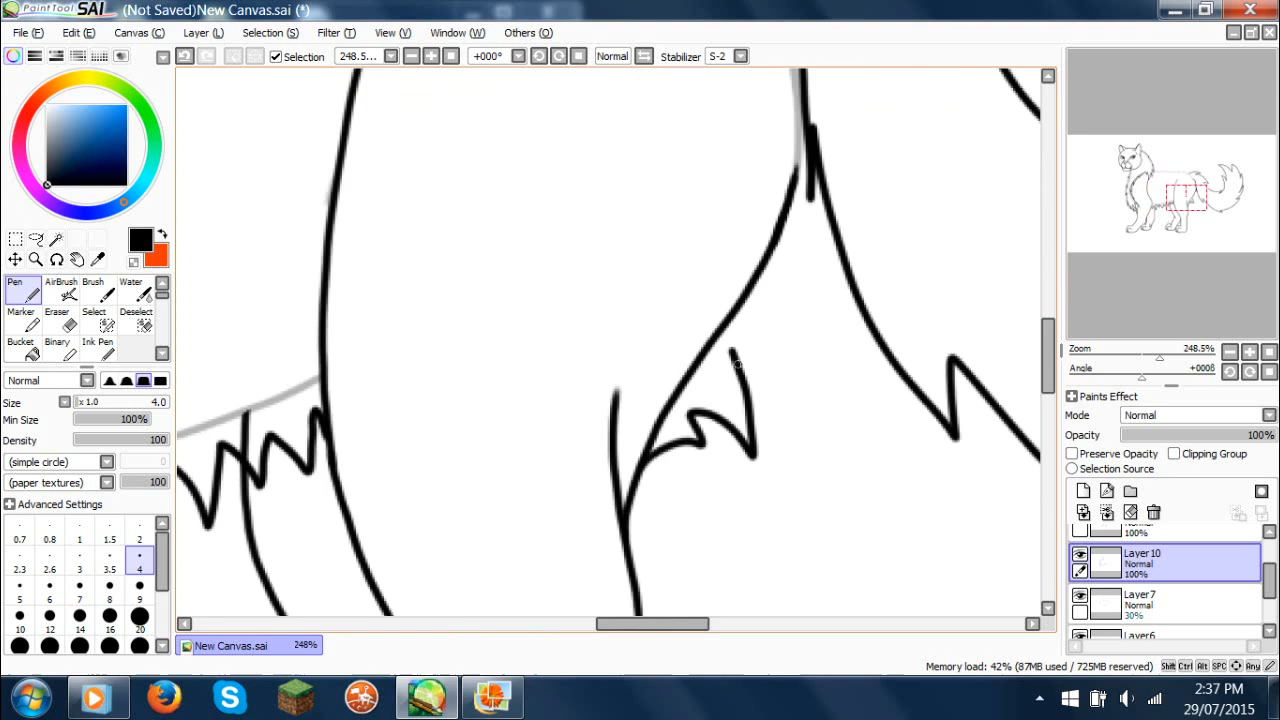 PaintTool SAI (Not Saved)New Canvas.sai (*)
File (F) Edit (E) Canvas (C) Layer (L) Selection (S) Filter (T) View (V) Window (W) Others (O)
Selection 248.5... +000° Normal Stabilizer S-2
Pen AirBrush Brush Water
Marker Eraser Select Deselect
Bucket Binary Ink Pen
Normal
Size x 1.0 4.0
Min Size 100%
Density 100
(simple circle)
(paper textures) 100
Advanced Settings
0.7 0.8 1 1.5 2
2.3 2.6 3 3.5 4
5 6 7 8 9
10 12 14 16 20
New Canvas.sai 248%
Zoom 248.5%
Angle
Paints Effect
Mode Normal
Opacity 100%
Preserve Opacity Clipping Group
Selection Source
100%
Layer10
Normal
100%
Layer7
Normal
30%
Layer6
Memory load: 42% (87MB used / 725MB reserved) Shift Ctrl Alt SPC Any
2:37 PM
29/07/2015